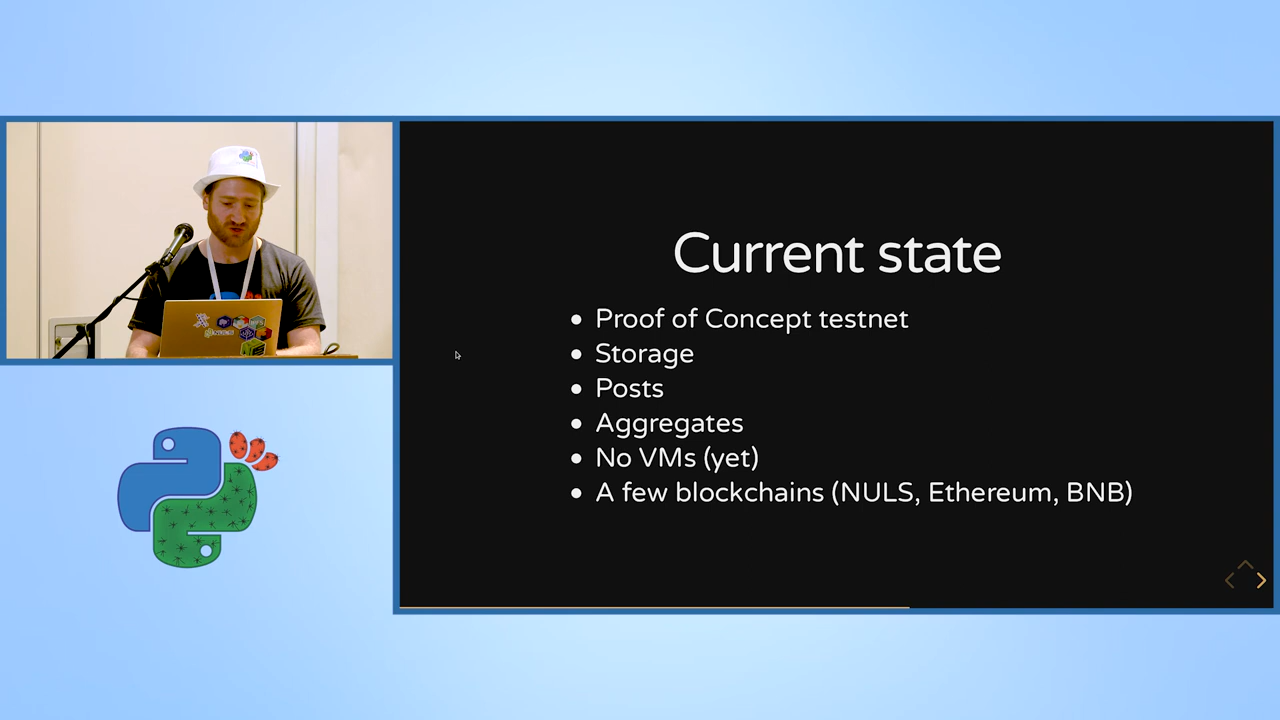 Current state
Proof of Concept testnet
Storage
Posts
Aggregates
No VMs (yet)
A few blockchains (NULS, Ethereum, BNB)